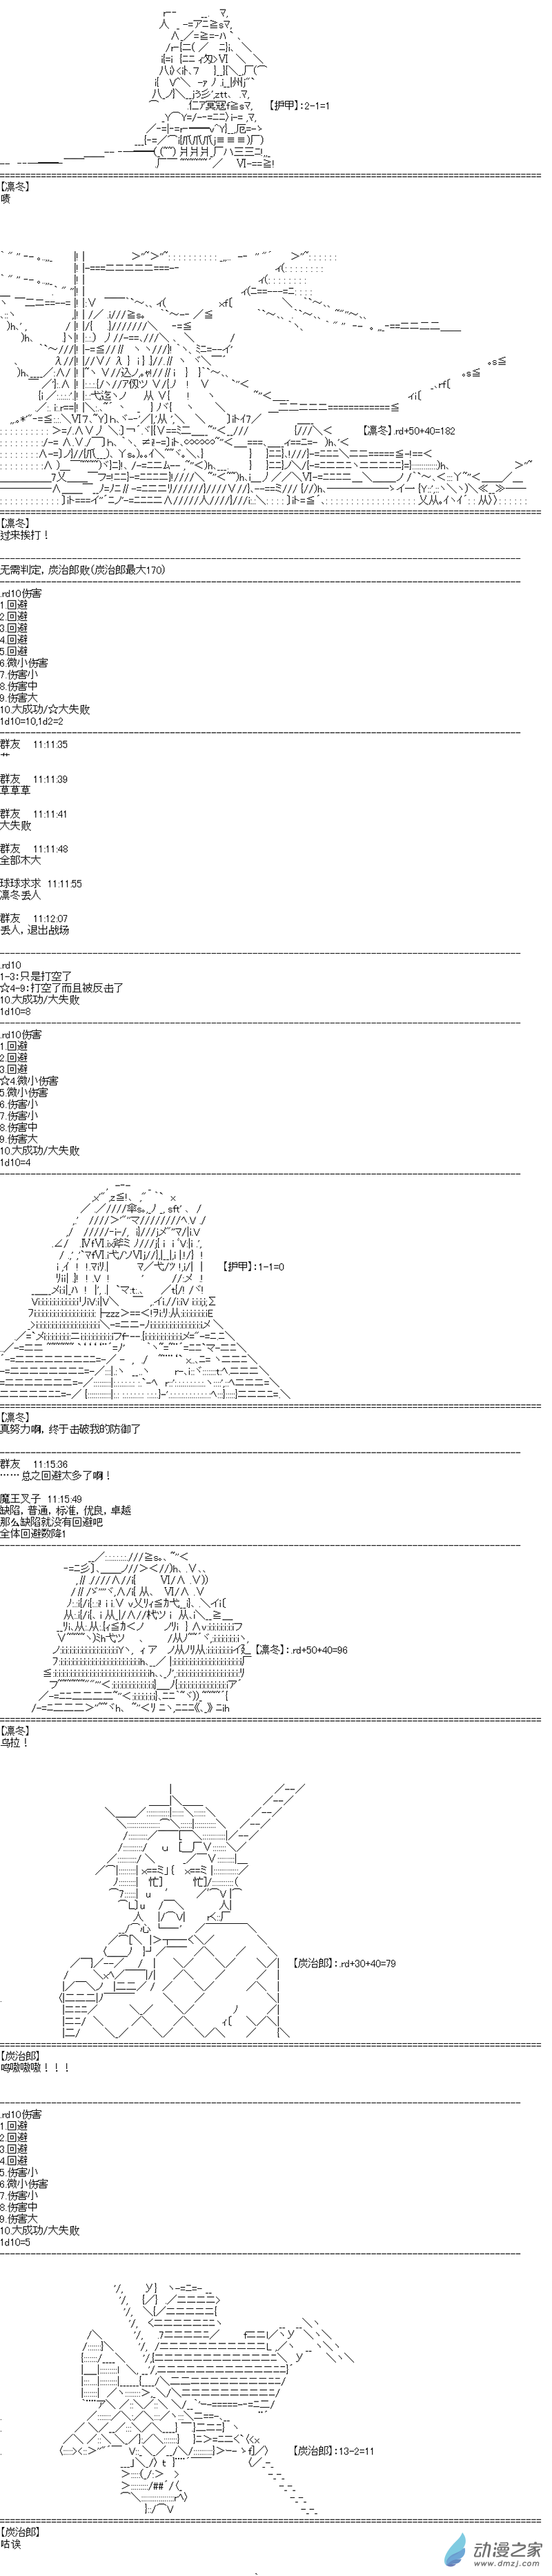 【护甲】：2-1=1
【凛冬】
啧
【凛冬】.rd+50+40=182
【凛冬】
过来挨打！
无需判定，炭治郎败（炭治郎最大170）
.rd10伤害
1.回避
2.回避
3.回避
4.回避
5.回避
6.微小伤害
7.伤害小
8.伤害中
9.伤害大
10.大成功/☆大失败
1d10=10,1d2=2
群友　11:11:35
艹
群友　11:11:39
草草草
群友　11:11:41
大失败
群友　11:11:48
全部木大
球球求求　11:11:55
凛冬丢人
群友　11:12:07
丢人，退出战场
.rd10
1-3：只是打空了
☆4-9：打空了而且被反击了
10.大成功/大失败
1d10=8
.rd10伤害
1.回避
2.回避
3.回避
☆4.微小伤害
5.微小伤害
6.伤害小
7.伤害小
8.伤害中
9.伤害大
10.大成功/大失败
1d10=4
【护甲】：1-1=0
【凛冬】
真努力啊，终于击破我的防御了
群友　11:15:36
……总之回避太多了啊！
魔王叉子　11:15:49
缺陷，普通，标准，优良，卓越
那么缺陷就没有回避吧
全体回避数降1
【凛冬】：.rd+50+40=96
【凛冬】
乌拉！
【炭治郎】：.rd+30+40=79
【炭治郎】
呜嗷嗷嗷！！！
.rd10伤害
1.回避
2.回避
3.回避
4.回避
5.伤害小
6.微小伤害
7.伤害小
8.伤害中
9.伤害大
10.大成功/大失败
1d10=5
【炭治郎】：13-2=11
【炭治郎】
咕诶
动漫之家
www.dmzj.com